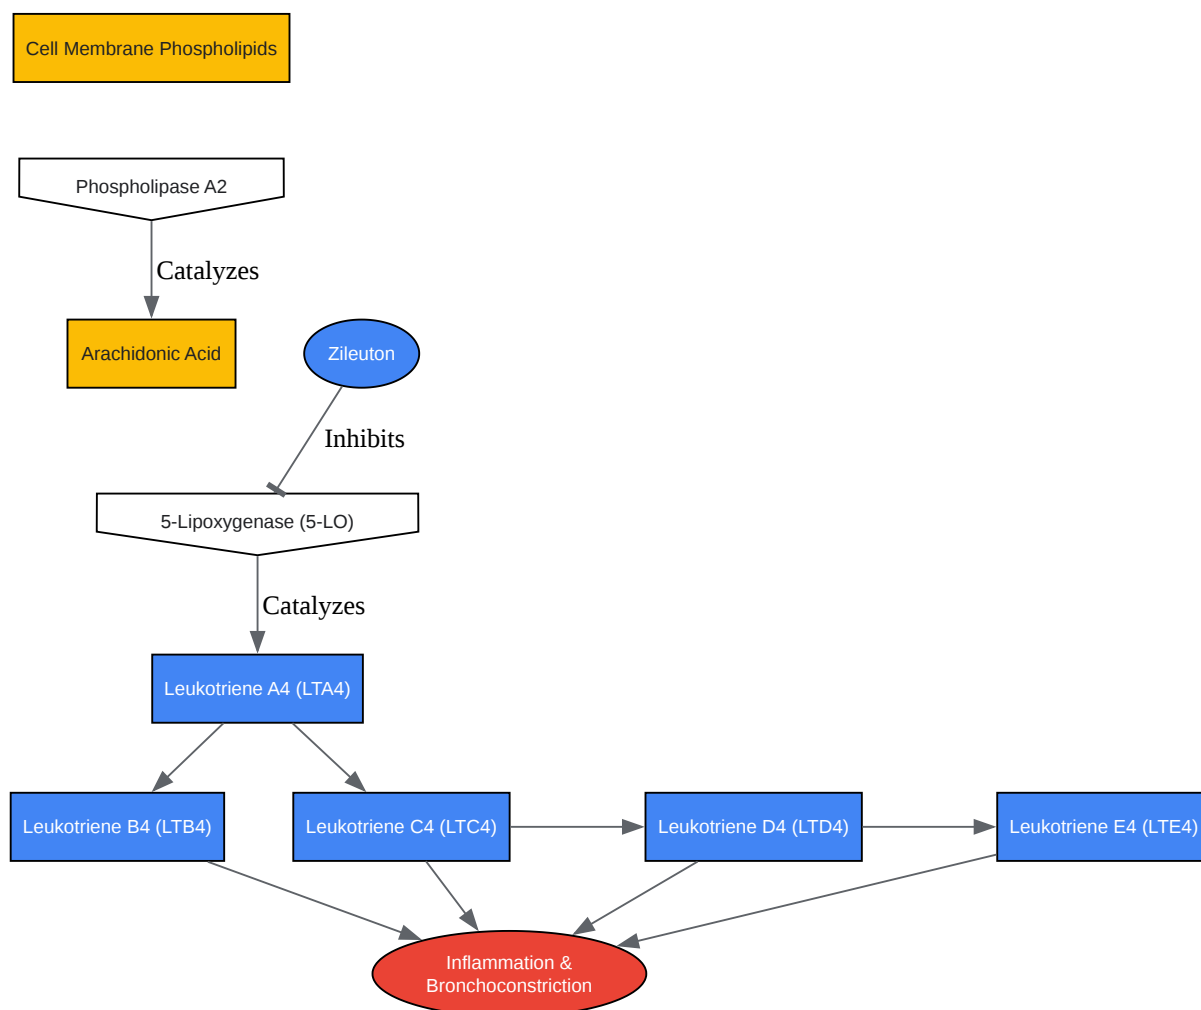 Cell Membrane Phospholipids
Phospholipase A2
Catalyzes
Arachidonic Acid
Zileuton
Inhibits
5-Lipoxygenase (5-LO)
Catalyzes
Leukotriene A4 (LTA4)
Leukotriene B4 (LTB4)
Leukotriene C4 (LTC4)
Leukotriene D4 (LTD4)
Leukotriene E4 (LTE4)
Inflammation &
Bronchoconstriction